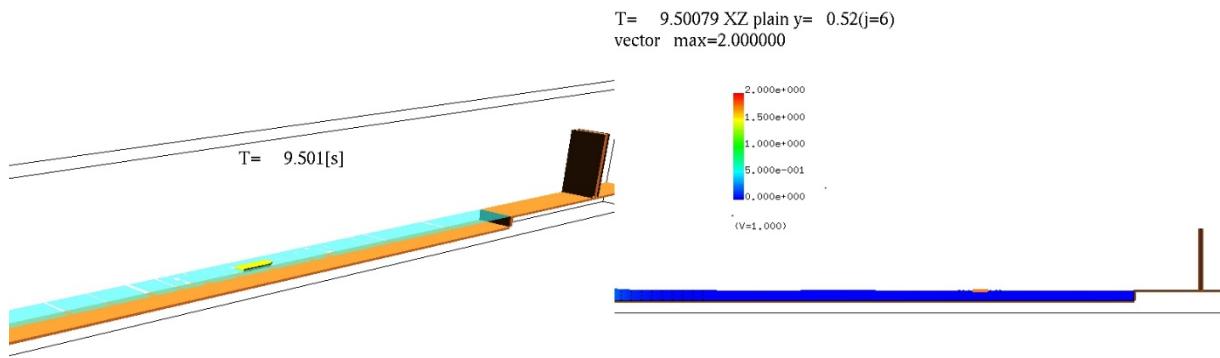 T= 9.501[s]
T= 9.50079 XZ plain y= 0.52(j=6)
vector max=2.000000
2.000e+000
1.500e+000
1.000e+000
5.000e-001
0.000e+000
(V=1.000)